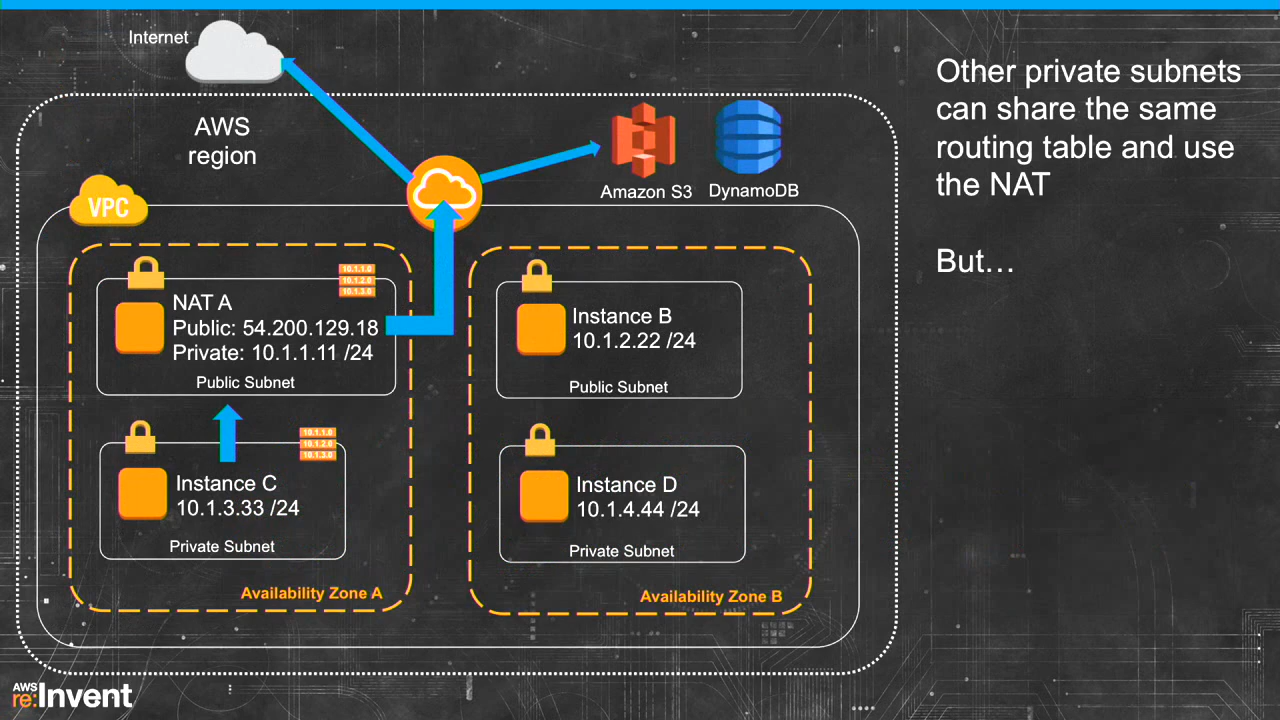 Internet
AWS
region
Amazon S3
DynamoDB
VPC
10.1.1.0
10.1.2.0
10.1.3.0
NAT A
Public: 54.200.129.18
Private: 10.1.1.11 /24
Public Subnet
Instance B
10.1.2.22 /24
Public Subnet
10.1.1.0
10.1.2.0
10.1.3.0
Instance C
10.1.3.33 /24
Private Subnet
Instance D
10.1.4.44 /24
Private Subnet
Availability Zone A
Availability Zone B
Other private subnets
can share the same
routing table and use
the NAT
But…
AWS
re:Invent